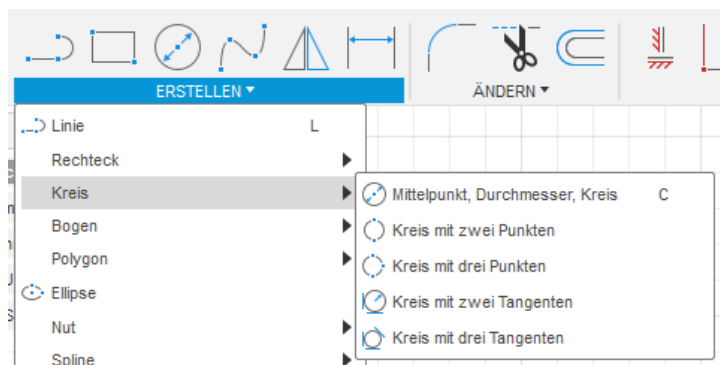 ERSTELLEN ▾
ÄNDERN ▾
Linie L
Rechteck
Kreis
Mittelpunkt, Durchmesser, Kreis C
Bogen
Kreis mit zwei Punkten
Polygon
Kreis mit drei Punkten
Ellipse
Kreis mit zwei Tangenten
Nut
Kreis mit drei Tangenten
Spline